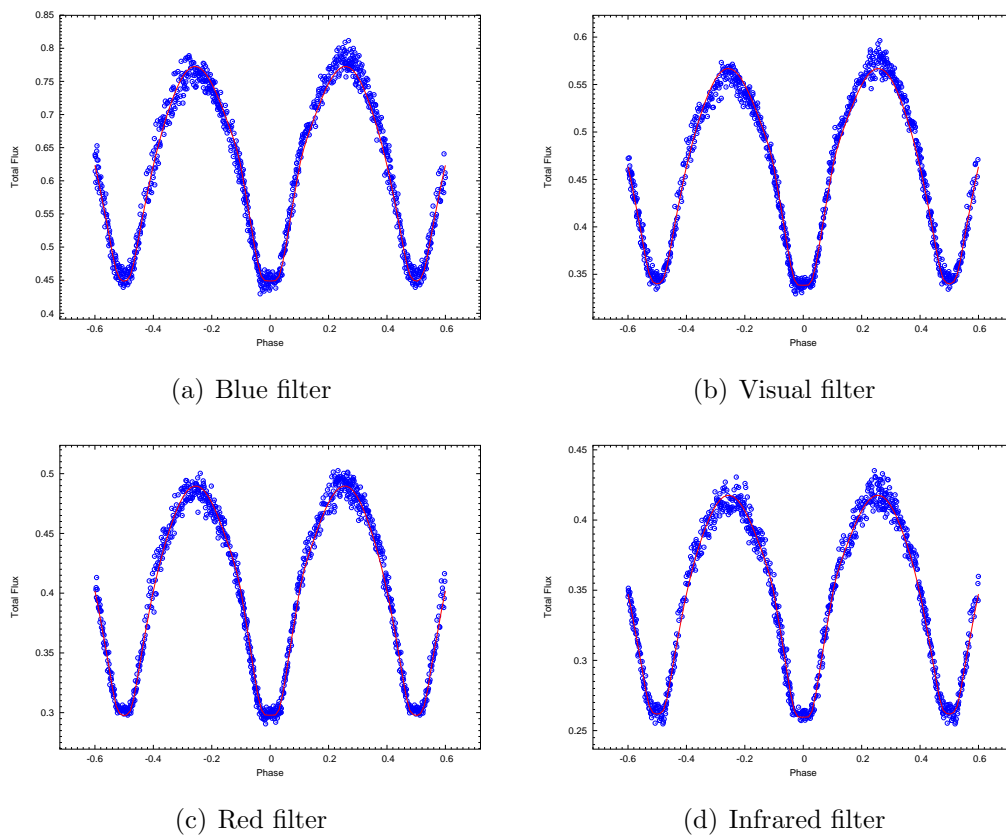 0.85
0.8
0.75
0.7
0.65
0.6
0.55
0.5
0.45
0.4
Total Flux
-0.6 -0.4 -0.2 0 0.2 0.4 0.6
Phase
(a) Blue filter
0.6
0.55
0.5
0.45
0.4
0.35
Total Flux
-0.6 -0.4 -0.2 0 0.2 0.4 0.6
Phase
(b) Visual filter
0.5
0.45
0.4
0.35
0.3
Total Flux
-0.6 -0.4 -0.2 0 0.2 0.4 0.6
Phase
(c) Red filter
0.45
0.4
0.35
0.3
0.25
Total Flux
-0.6 -0.4 -0.2 0 0.2 0.4 0.6
Phase
(d) Infrared filter